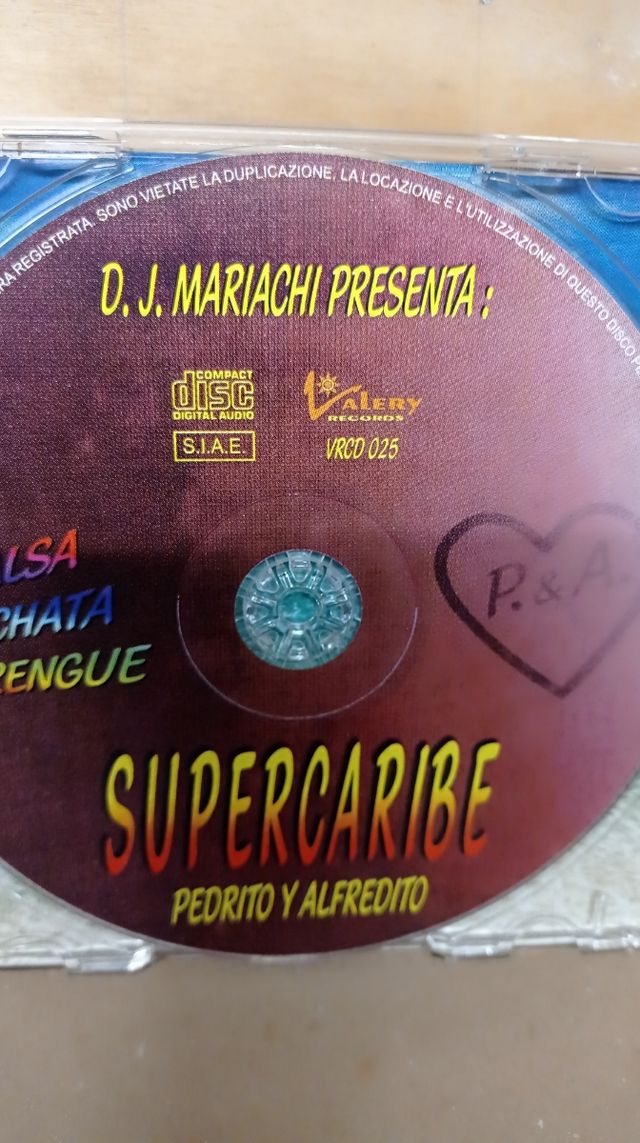 RA REGISTRATA. SONO VIETATE LA DUPLICAZIONE, LA LOCAZIONE E L'UTILIZZAZIONE DI QUESTO DISCO
D. J. MARIACHI PRESENTA :
COMPACT
disc
DIGITAL AUDIO
Valery
RECORDS
S.I.A.E.
VRCD 025
ALSA
CHATA
RENGUE
P. & A.
SUPERCARIBE
PEDRITO Y ALFREDITO